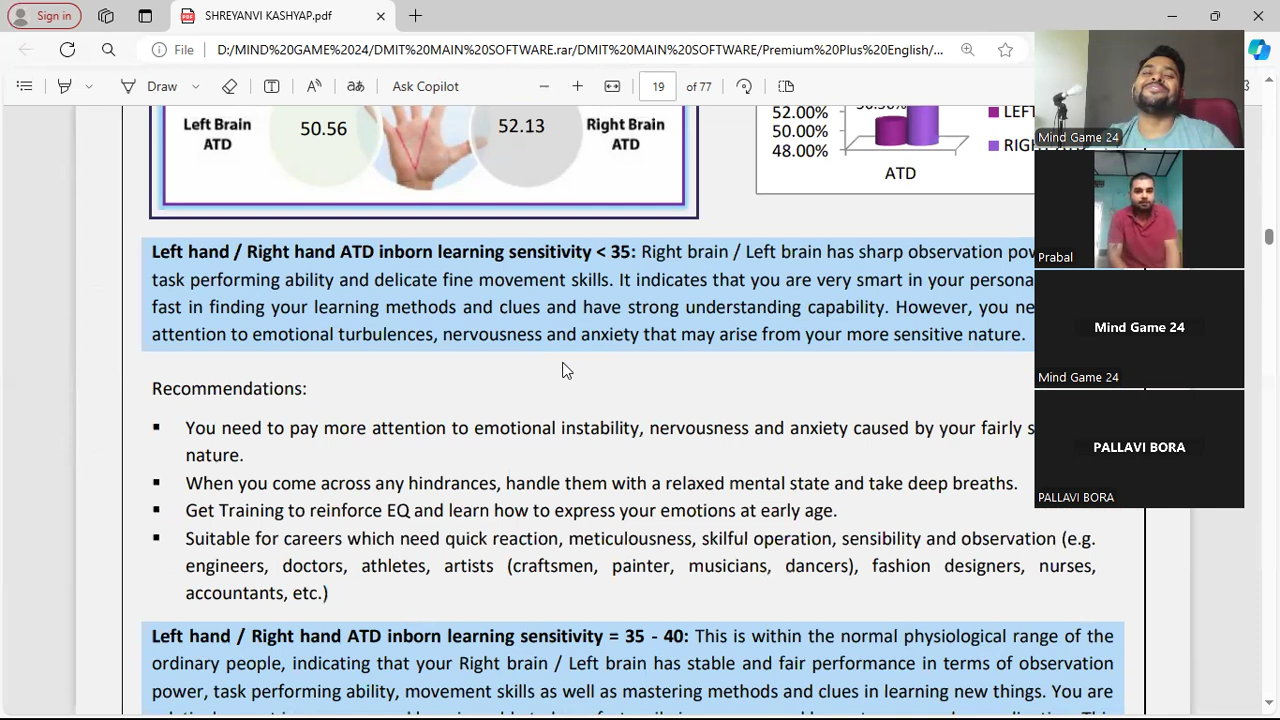 Sign in
SHREYANVI KASHYAP.pdf
File
D:/MIND%20GAME%202024/DMIT%20MAIN%20SOFTWARE.rar/DMIT%20MAIN%20SOFTWARE/Premium%20Plus%20English/...
Draw
Ask Copilot
19 of 77
Left Brain
ATD
50.56
52.13
Right Brain
ATD
52.00%
50.00%
48.00%
ATD
LEFT
Left hand / Right hand ATD inborn learning sensitivity < 35: Right brain / Left brain has sharp observation
task performing ability and delicate fine movement skills. It indicates that you are very smart in your
fast in finding your learning methods and clues and have strong understanding capability. However, you
attention to emotional turbulences, nervousness and anxiety that may arise from your more sensitive nature.
Recommendations:
▪ You need to pay more attention to emotional instability, nervousness and anxiety caused by your fairly
nature.
▪ When you come across any hindrances, handle them with a relaxed mental state and take deep breaths.
▪ Get Training to reinforce EQ and learn how to express your emotions at early age.
▪ Suitable for careers which need quick reaction, meticulousness, skilful operation, sensibility and observation (e.g.
engineers, doctors, athletes, artists (craftsmen, painter, musicians, dancers), fashion designers, nurses,
accountants, etc.)
Left hand / Right hand ATD inborn learning sensitivity = 35 - 40: This is within the normal physiological range of the
ordinary people, indicating that your Right brain / Left brain has stable and fair performance in terms of observation
power, task performing ability, movement skills as well as mastering methods and clues in learning new things. You are
Mind Game 24
Prabal
Mind Game 24
Mind Game 24
PALLAVI BORA
PALLAVI BORA